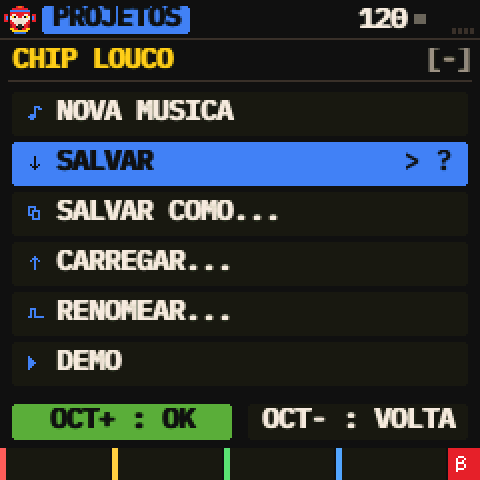 PROJETOS 120
CHIP LOUCO [-]
NOVA MUSICA
SALVAR > ?
SALVAR COMO...
CARREGAR...
RENOMEAR...
DEMO
OCT+ : OK OCT- : VOLTA
β